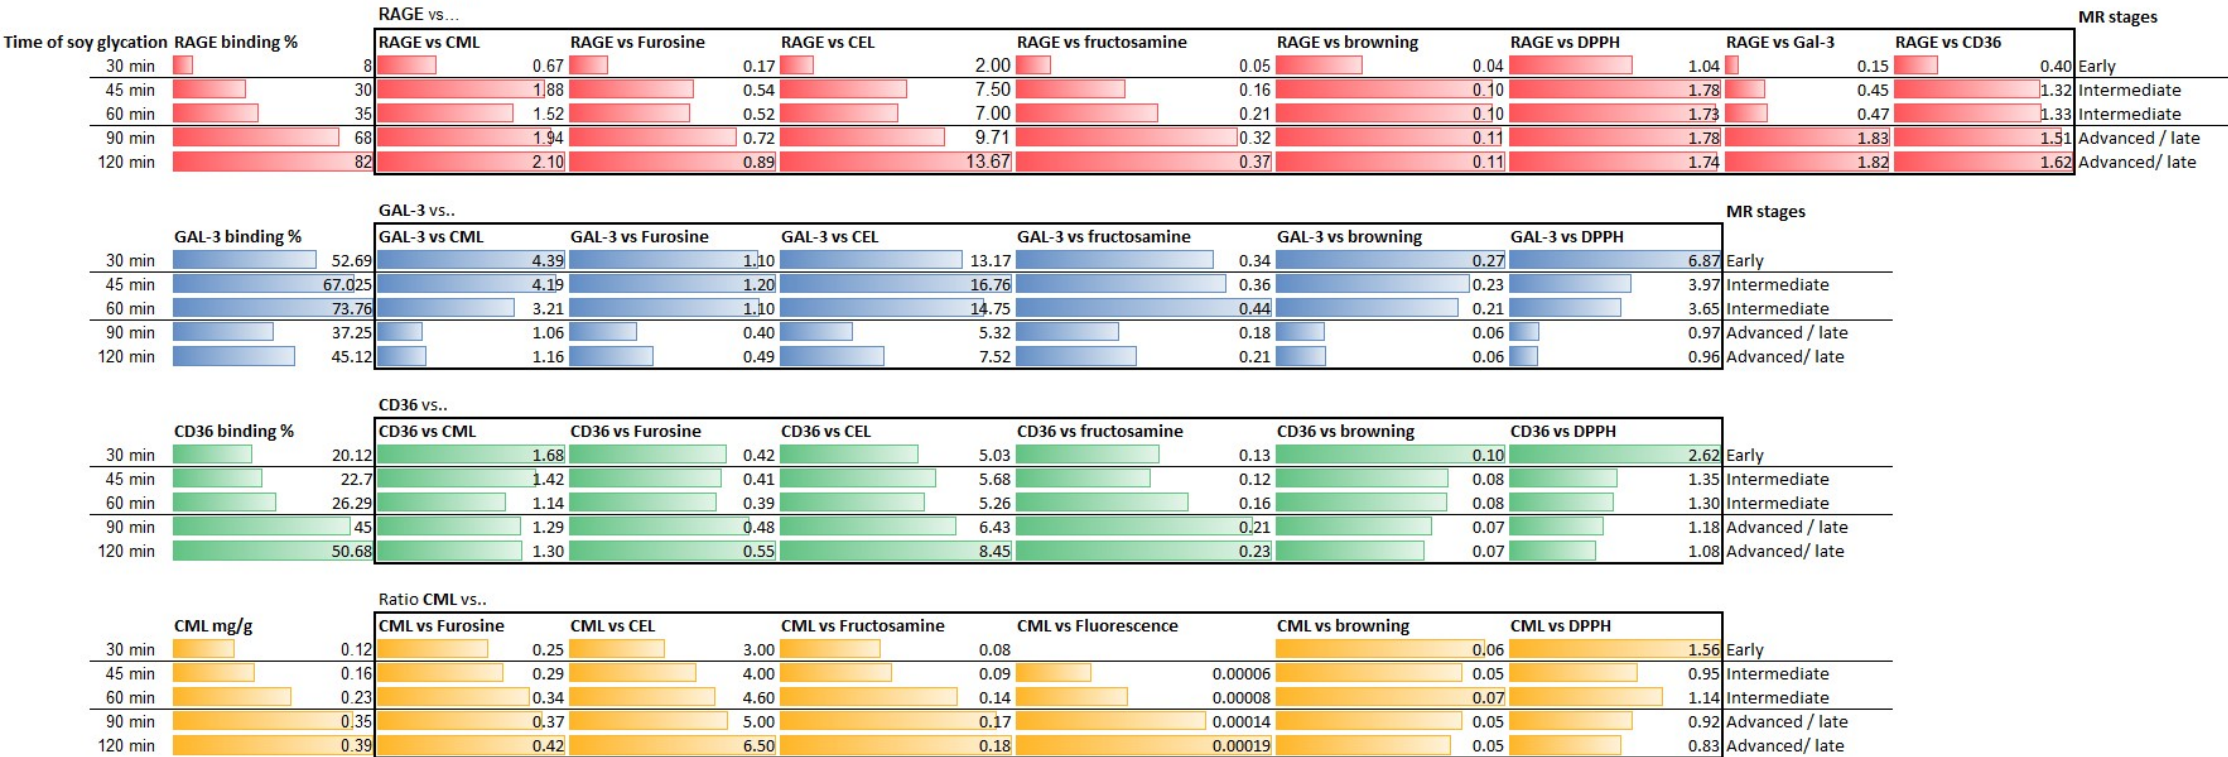 RAGE vs...
MR stages
Time of soy glycation RAGE binding % RAGE vs CML RAGE vs Furosine RAGE vs CEL RAGE vs fructosamine RAGE vs browning RAGE vs DPPH RAGE vs Gal-3 RAGE vs CD36
30 min 8 0.67 0.17 2.00 0.05 0.04 1.04 0.15 0.40 Early
45 min 30 1.88 0.54 7.50 0.16 0.10 1.78 0.45 1.32 Intermediate
60 min 35 1.52 0.52 7.00 0.21 0.10 1.73 0.47 1.33 Intermediate
90 min 68 1.94 0.72 9.71 0.32 0.11 1.78 1.83 1.51 Advanced / late
120 min 82 2.10 0.89 13.67 0.37 0.11 1.74 1.82 1.62 Advanced/ late
GAL-3 vs.. MR stages
GAL-3 binding % GAL-3 vs CML GAL-3 vs Furosine GAL-3 vs CEL GAL-3 vs fructosamine GAL-3 vs browning GAL-3 vs DPPH
30 min 52.69 4.39 1.10 13.17 0.34 0.27 6.87 Early
45 min 67.025 4.19 1.20 16.76 0.36 0.23 3.97 Intermediate
60 min 73.76 3.21 1.10 14.75 0.44 0.21 3.65 Intermediate
90 min 37.25 1.06 0.40 5.32 0.18 0.06 0.97 Advanced / late
120 min 45.12 1.16 0.49 7.52 0.21 0.06 0.96 Advanced/ late
CD36 vs..
CD36 binding % CD36 vs CML CD36 vs Furosine CD36 vs CEL CD36 vs fructosamine CD36 vs browning CD36 vs DPPH
30 min 20.12 1.68 0.42 5.03 0.13 0.10 2.62 Early
45 min 22.7 1.42 0.41 5.68 0.12 0.08 1.35 Intermediate
60 min 26.29 1.14 0.39 5.26 0.16 0.08 1.30 Intermediate
90 min 45 1.29 0.48 6.43 0.21 0.07 1.18 Advanced / late
120 min 50.68 1.30 0.55 8.45 0.23 0.07 1.08 Advanced/ late
Ratio CML vs..
CML mg/g CML vs Furosine CML vs CEL CML vs Fructosamine CML vs Fluorescence CML vs browning CML vs DPPH
30 min 0.12 0.25 3.00 0.08 0.06 1.56 Early
45 min 0.16 0.29 4.00 0.09 0.00006 0.05 0.95 Intermediate
60 min 0.23 0.34 4.60 0.14 0.00008 0.07 1.14 Intermediate
90 min 0.35 0.37 5.00 0.17 0.00014 0.05 0.92 Advanced / late
120 min 0.39 0.42 6.50 0.18 0.00019 0.05 0.83 Advanced/ late